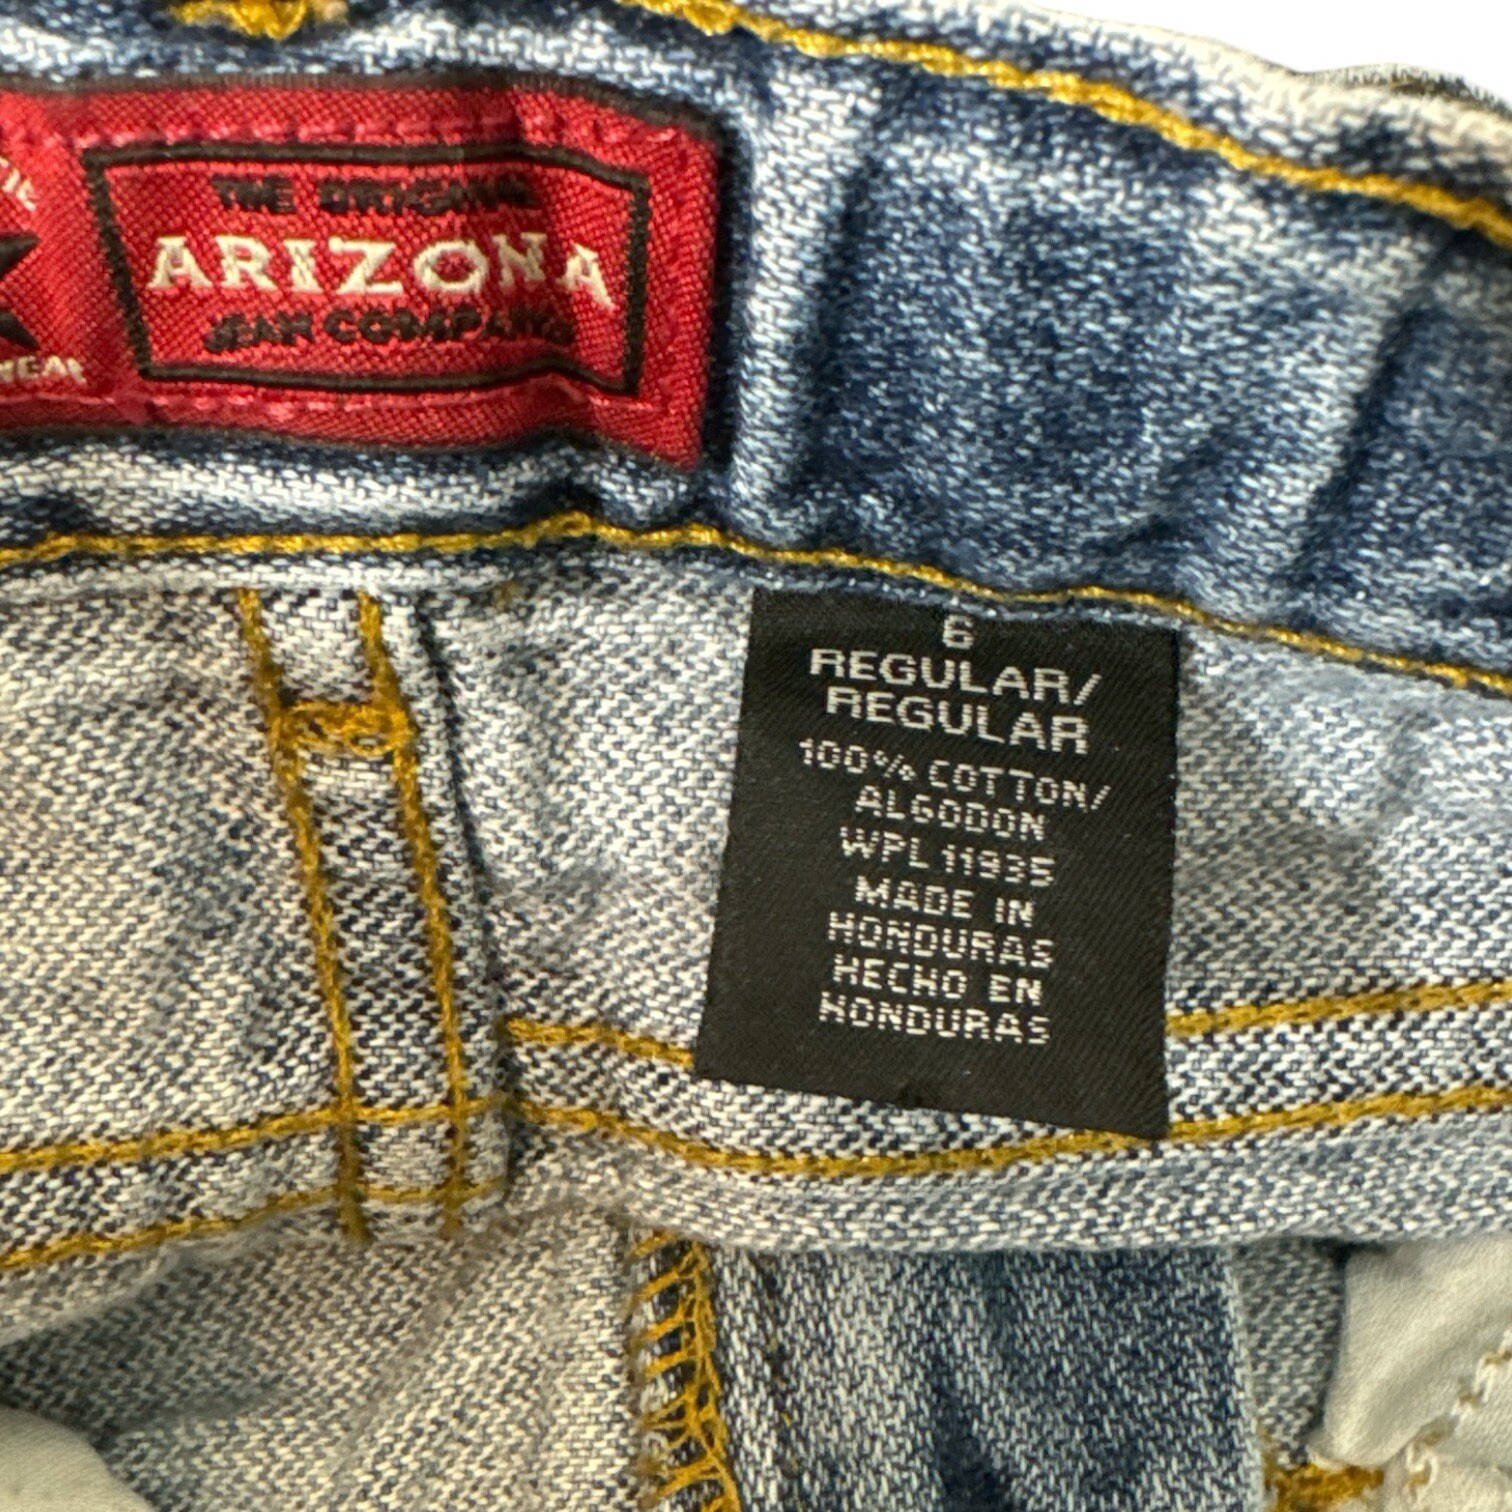 THE ORIGINAL
ARIZONA
JEAN COMPANY
6
REGULAR/
REGULAR
100% COTTON/
ALGODON
WPL 11935
MADE IN
HONDURAS
HECHO EN
HONDURAS